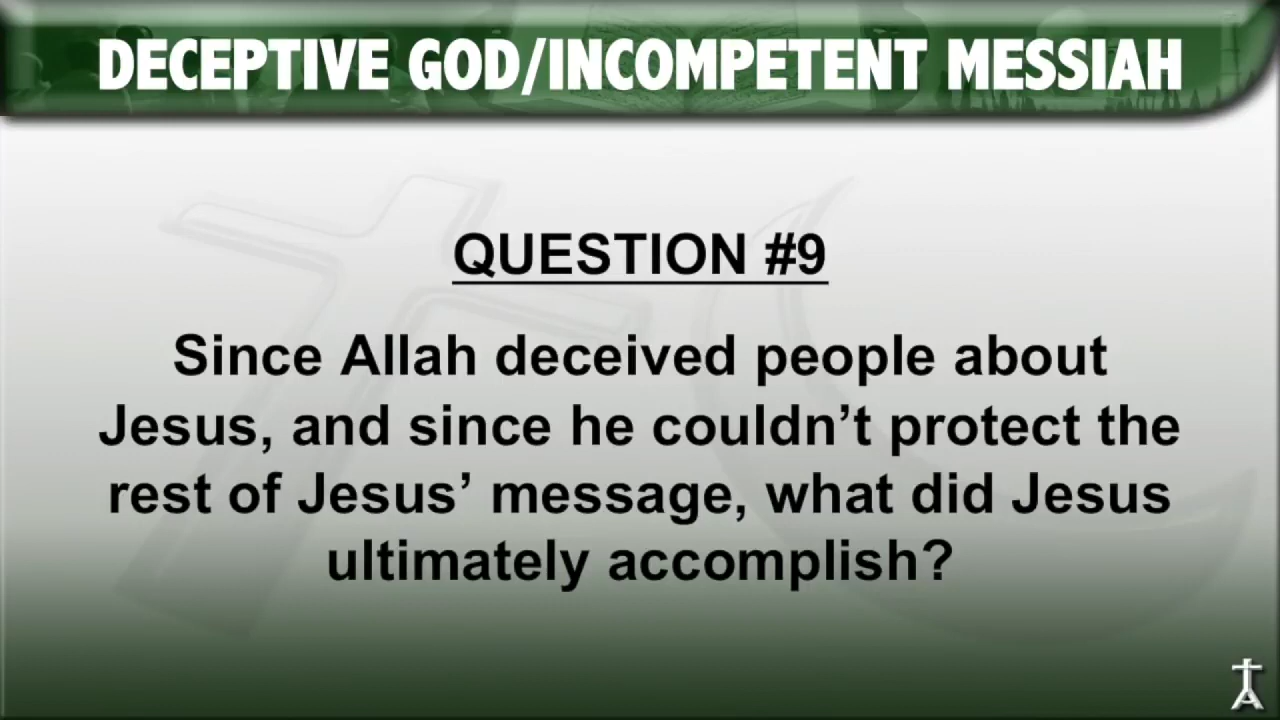 DECEPTIVE GOD/INCOMPETENT MESSIAH
QUESTION #9
Since Allah deceived people about
Jesus, and since he couldn’t protect the
rest of Jesus’ message, what did Jesus
ultimately accomplish?